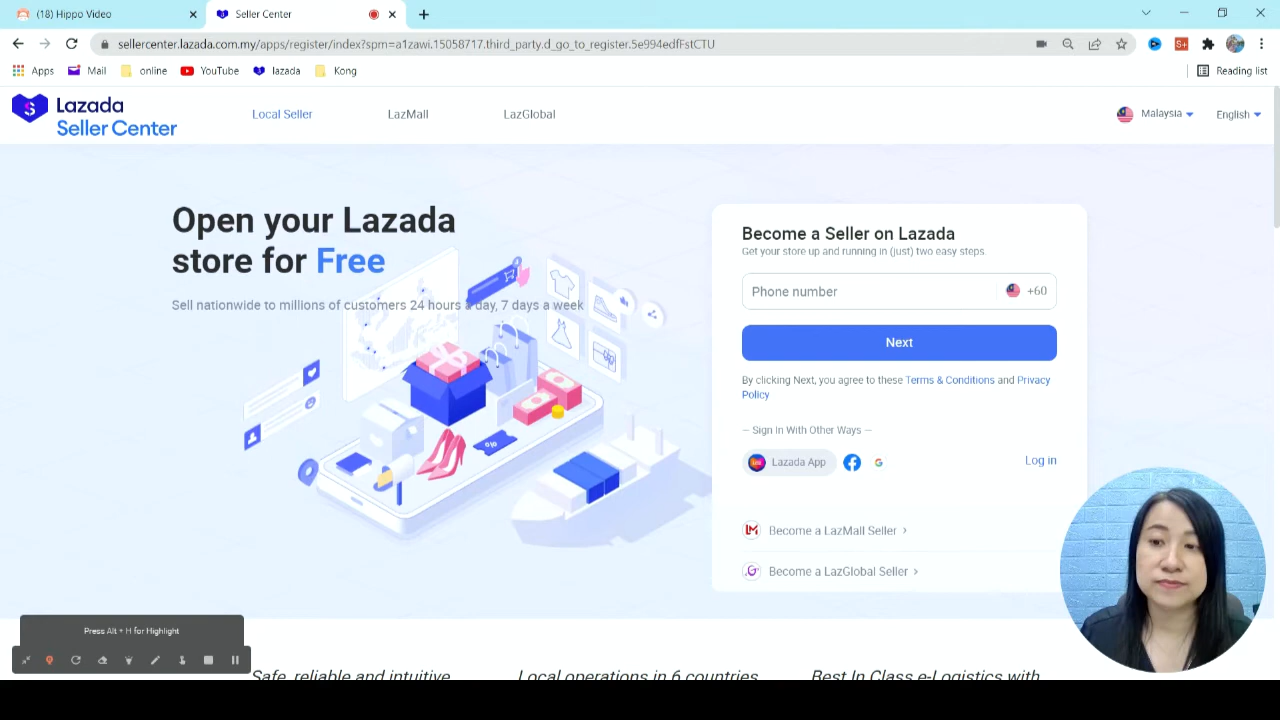 (18) Hippo Video
Seller Center
sellercenter.lazada.com.my/apps/register/index?spm=a1zawi.15058717.third_party.d_go_to_register.5e994edfFstCTU
Apps
Mail
online
YouTube
lazada
Kong
Reading list
Lazada
Seller Center
Local Seller
LazMall
LazGlobal
Malaysia
English
Open your Lazada
store for Free
Sell nationwide to millions of customers 24 hours a day, 7 days a week
Become a Seller on Lazada
Get your store up and running in (just) two easy steps.
Phone number
+60
Next
By clicking Next, you agree to these Terms & Conditions and Privacy
Policy
— Sign In With Other Ways —
Lazada App
Log in
Become a LazMall Seller >
Become a LazGlobal Seller >
Press Alt + H for Highlight
Safe, reliable and intuitive
Local operations in 6 countries
Best In Class e-Logistics with